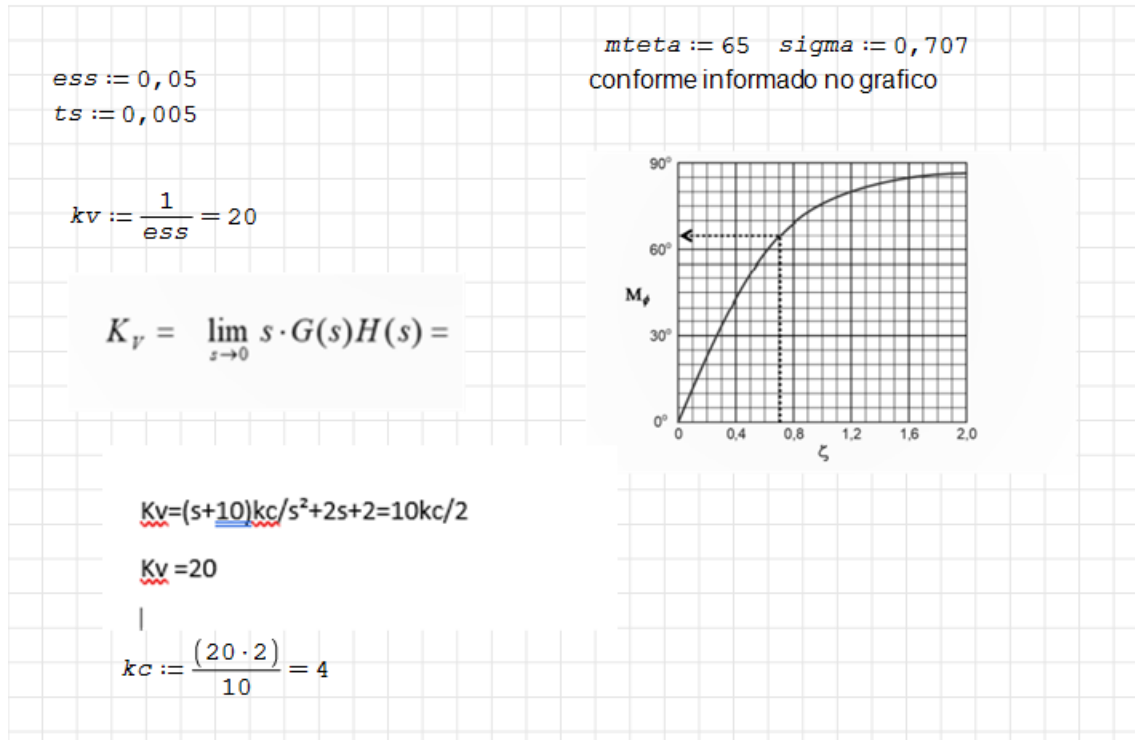 ess := 0,05
ts := 0,005
kv := 1/ess = 20
K_v = lim s→0 s·G(s)H(s) =
Kv=(s+10)kc/s²+2s+2=10kc/2
Kv =20
kc := (20·2)/10 = 4
mteta := 65 sigma := 0,707
conforme informado no grafico
90°
60°
M_ϕ
30°
0°
0 0,4 0,8 1,2 1,6 2,0
ζ